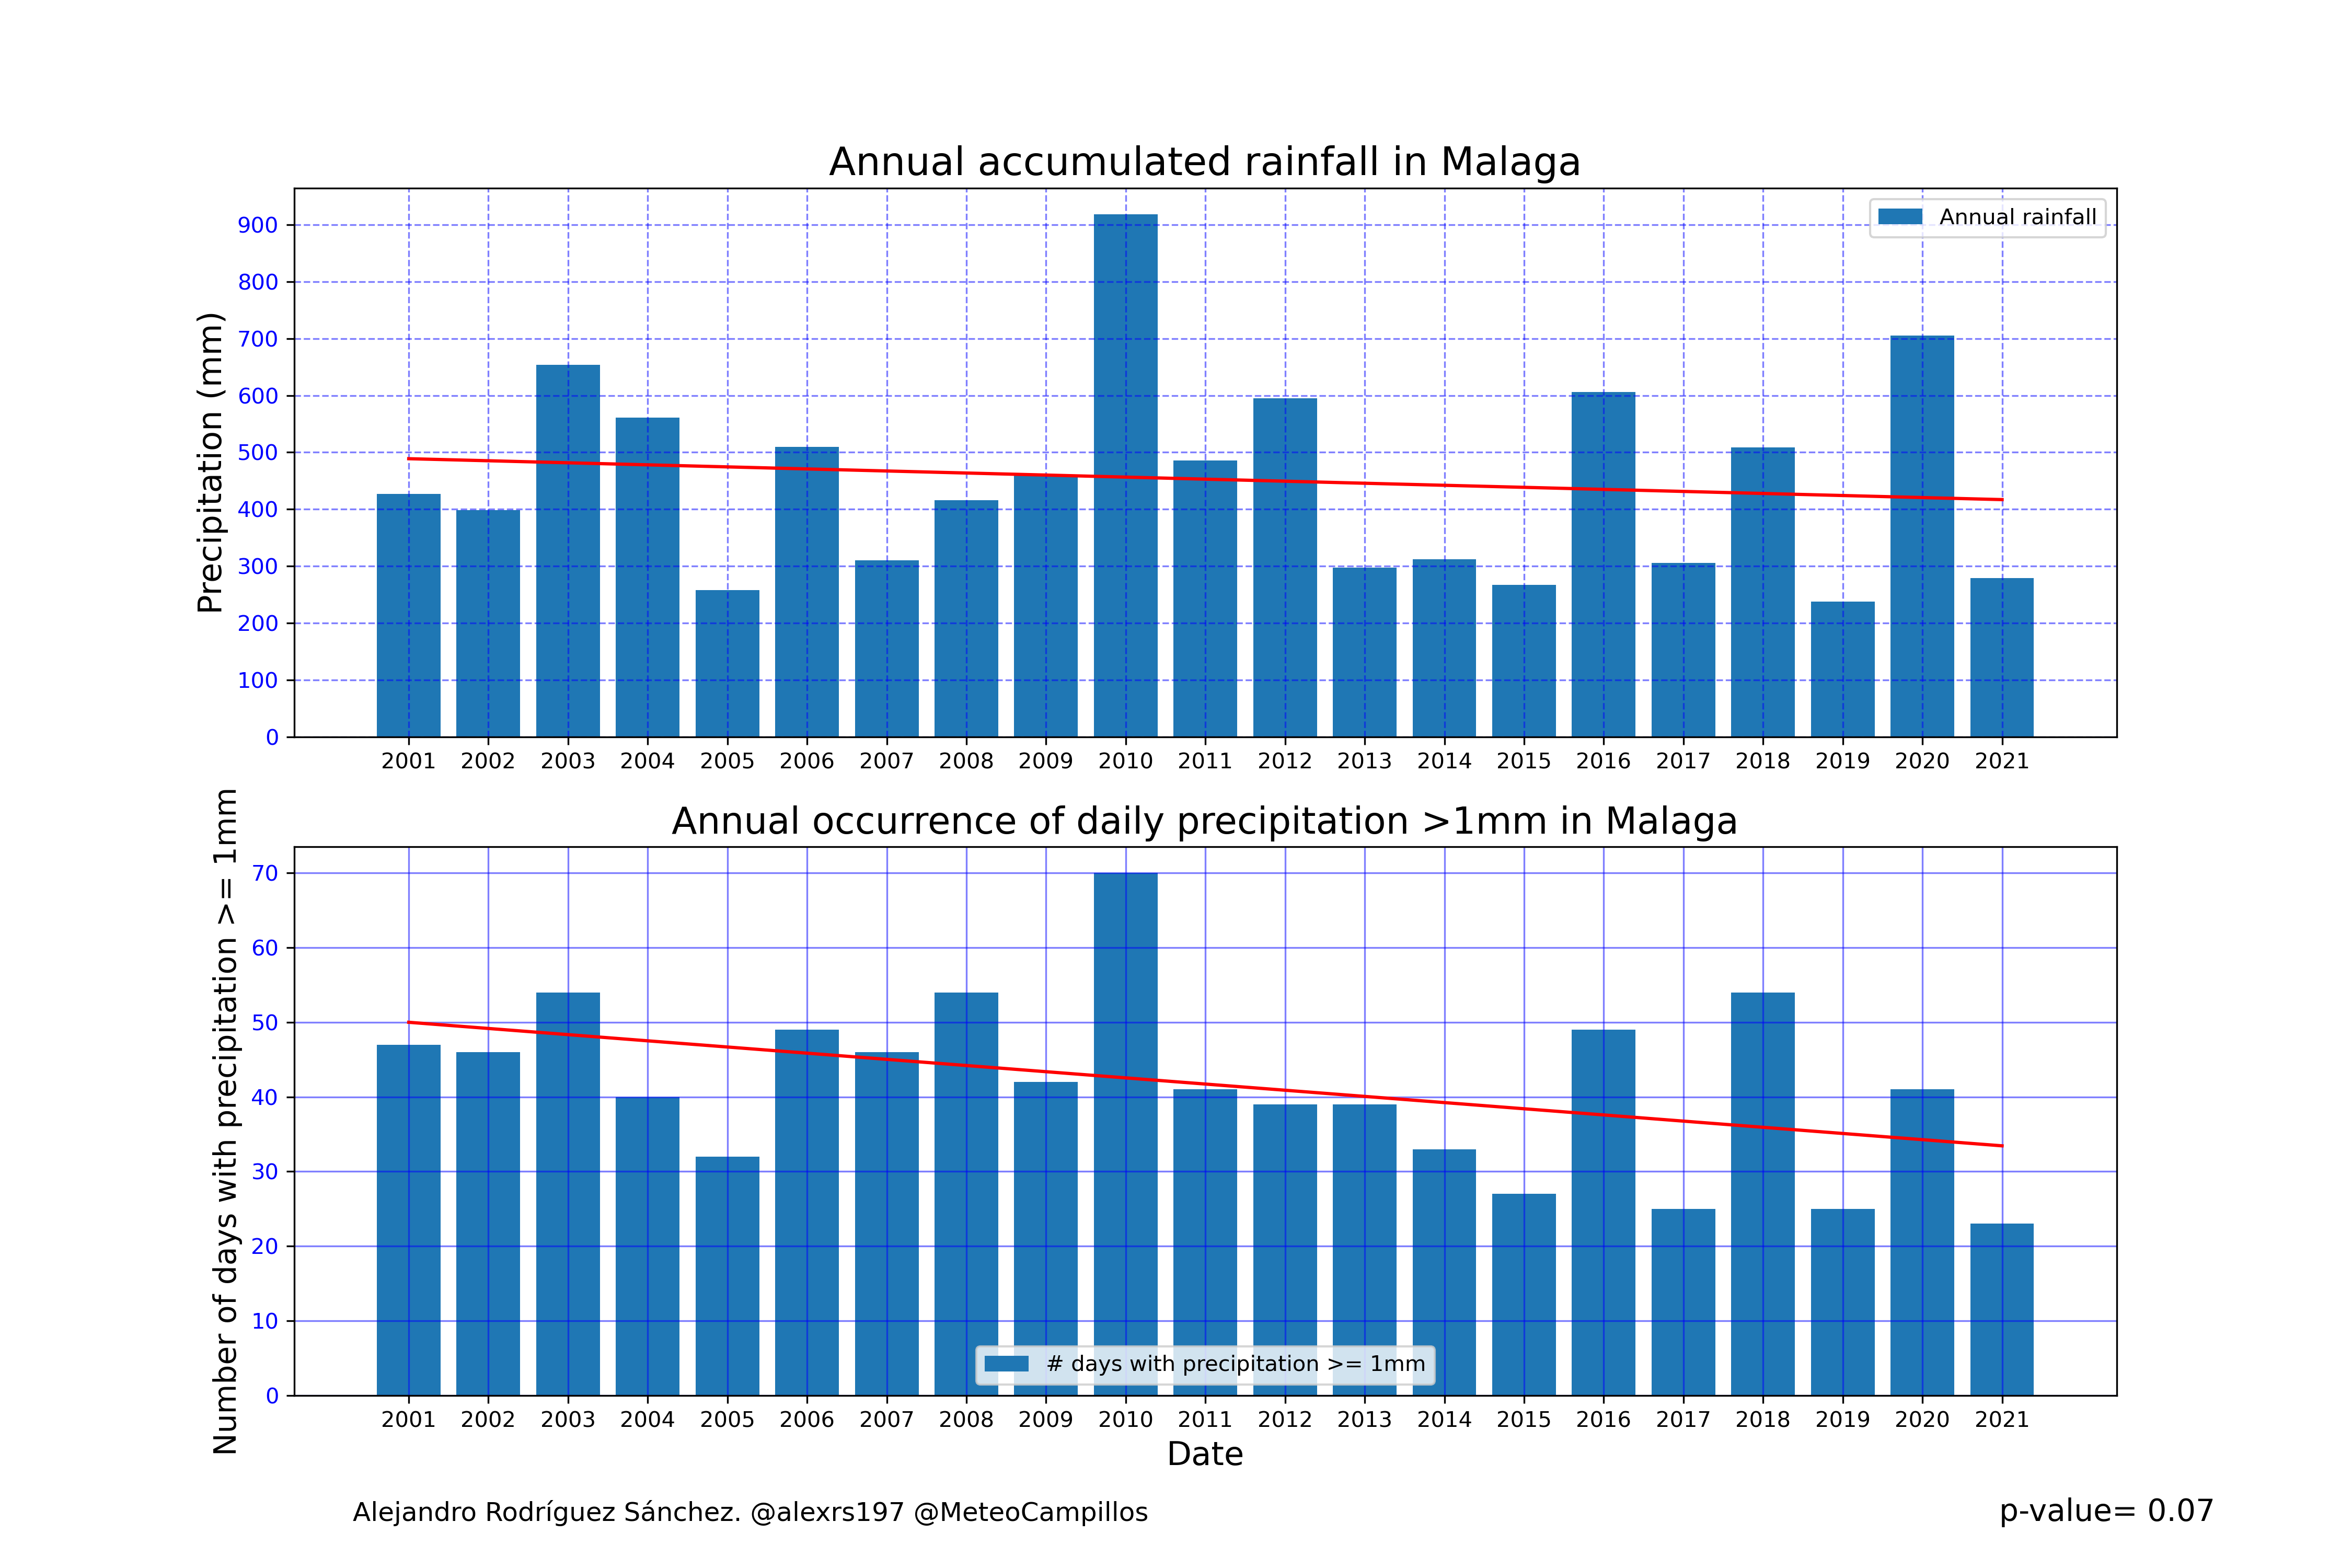 Annual accumulated rainfall in Malaga
Precipitation (mm)
900
800
700
600
500
400
300
200
100
0
Annual rainfall
2001 2002 2003 2004 2005 2006 2007 2008 2009 2010 2011 2012 2013 2014 2015 2016 2017 2018 2019 2020 2021
Annual occurrence of daily precipitation >1mm in Malaga
Number of days with precipitation >= 1mm
70
60
50
40
30
20
10
0
# days with precipitation >= 1mm
2001 2002 2003 2004 2005 2006 2007 2008 2009 2010 2011 2012 2013 2014 2015 2016 2017 2018 2019 2020 2021
Date
Alejandro Rodríguez Sánchez. @alexrs197 @MeteoCampillos
p-value= 0.07